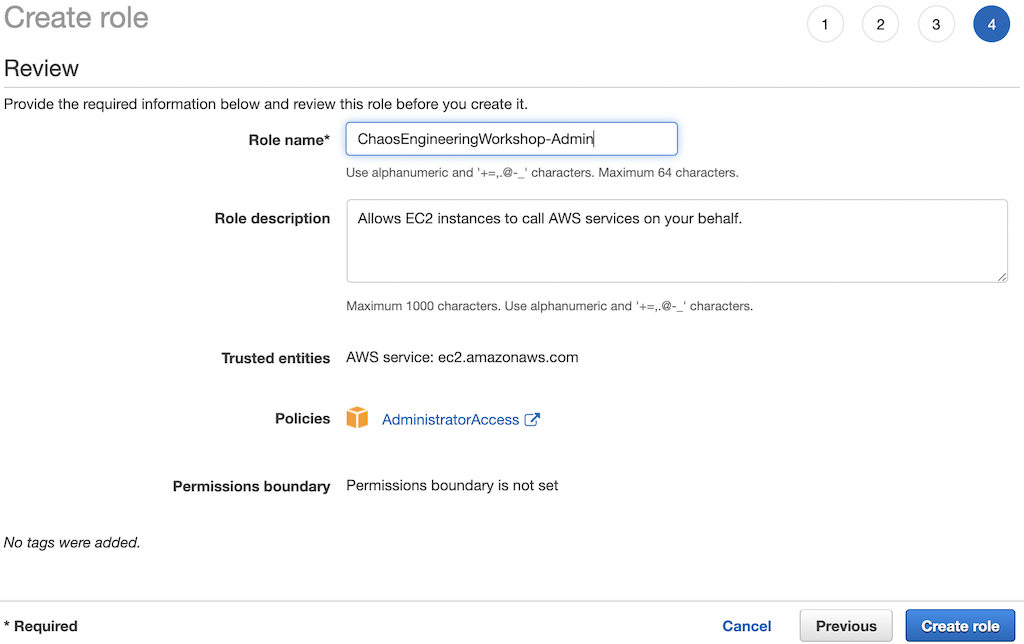 Create role
1 2 3 4
Review
Provide the required information below and review this role before you create it.
Role name* ChaosEngineeringWorkshop-Admin
Use alphanumeric and '+=,.@-_' characters. Maximum 64 characters.
Role description Allows EC2 instances to call AWS services on your behalf.
Maximum 1000 characters. Use alphanumeric and '+=,.@-_' characters.
Trusted entities AWS service: ec2.amazonaws.com
Policies AdministratorAccess
Permissions boundary Permissions boundary is not set
No tags were added.
* Required Cancel Previous Create role